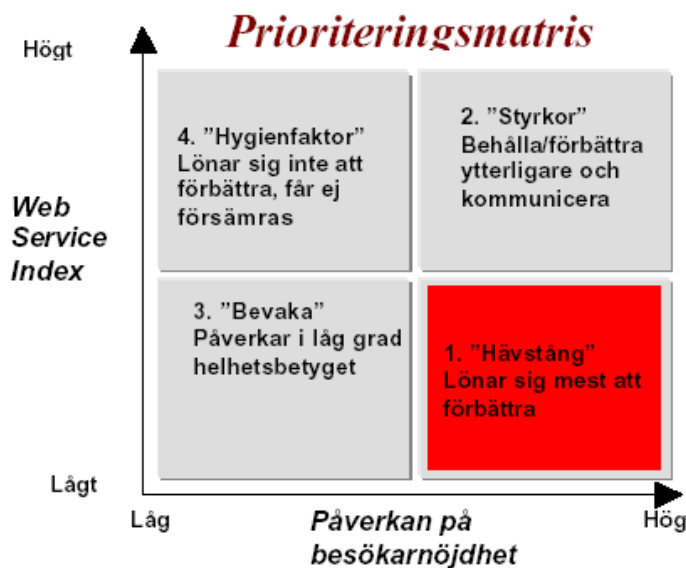 Prioriteringsmatris
Högt
4. ”Hygienfaktor”
Lönar sig inte att
förbättra, får ej
försämras
2. ”Styrkor”
Behålla/förbättra
ytterligare och
kommunicera
Web
Service
Index
3. ”Bevaka”
Påverkar i låg grad
helhetsbetyget
1. ”Hävstång”
Lönar sig mest att
förbättra
Lågt
Låg
Påverkan på
besökarnöjdhet
Hög